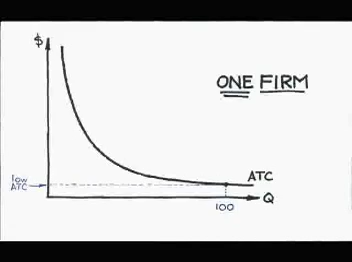 $
ONE FIRM
low
ATC
ATC
Q
100